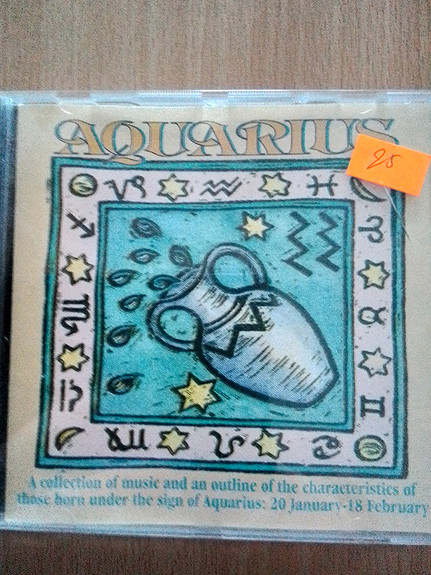 AQUARIUS
25
A collection of music and an outline of the characteristics of
those born under the sign of Aquarius: 20 January-18 February